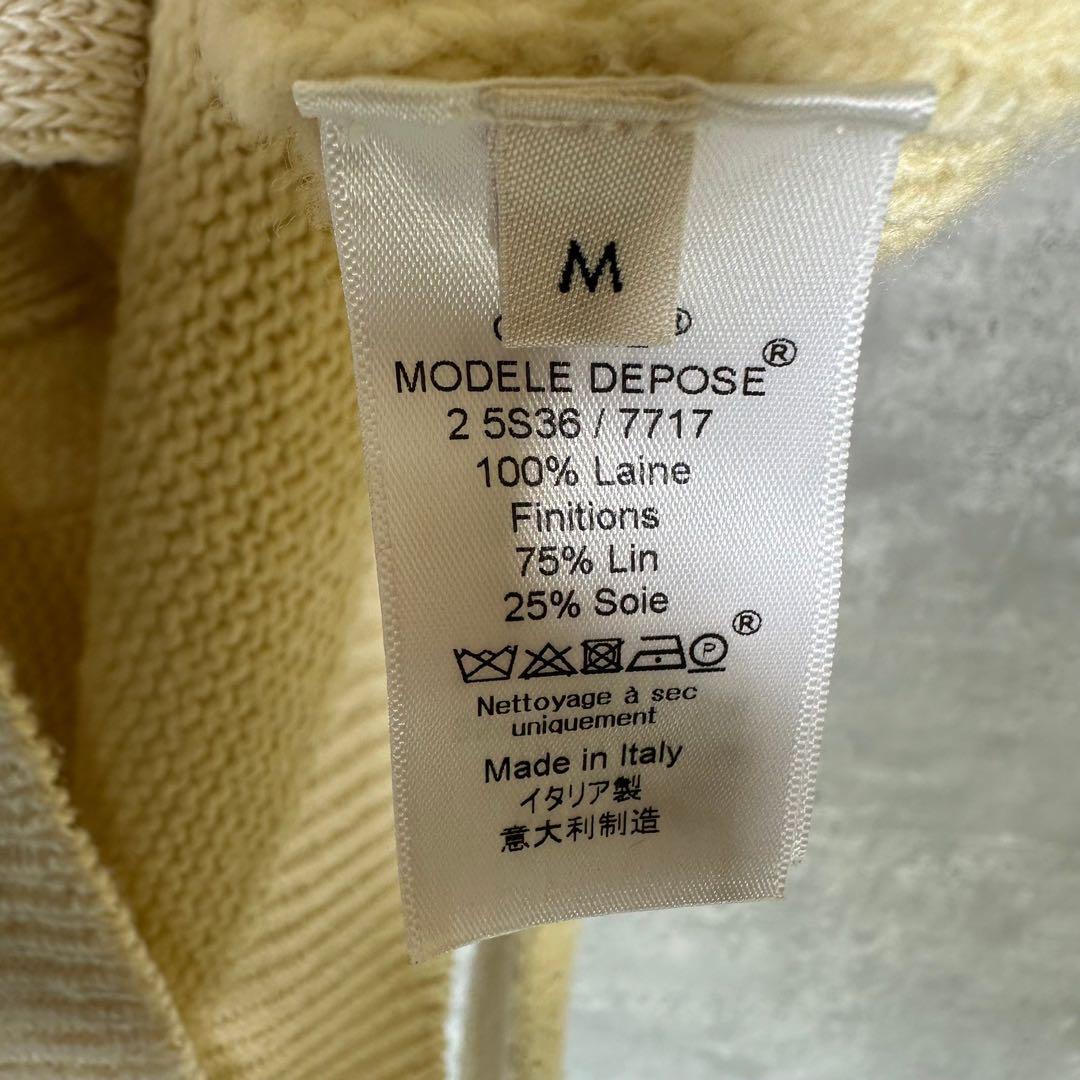 M
®
MODELE DEPOSE®
2 5S36 / 7717
100% Laine
Finitions
75% Lin
25% Soie
P ®
Nettoyage à sec
uniquement
Made in Italy
イタリア製
意大利制造